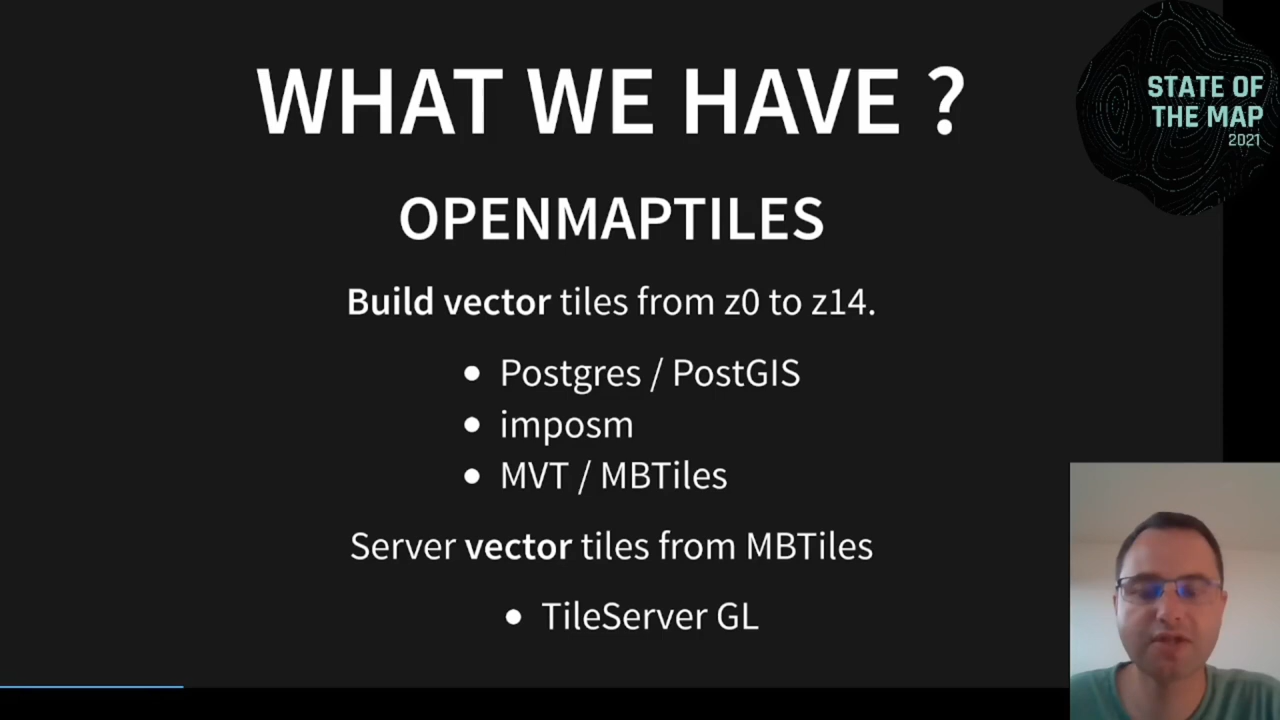 WHAT WE HAVE ?
STATE OF
THE MAP
2021
OPENMAPTILES
Build vector tiles from z0 to z14.
Postgres / PostGIS
imposm
MVT / MBTiles
Server vector tiles from MBTiles
TileServer GL